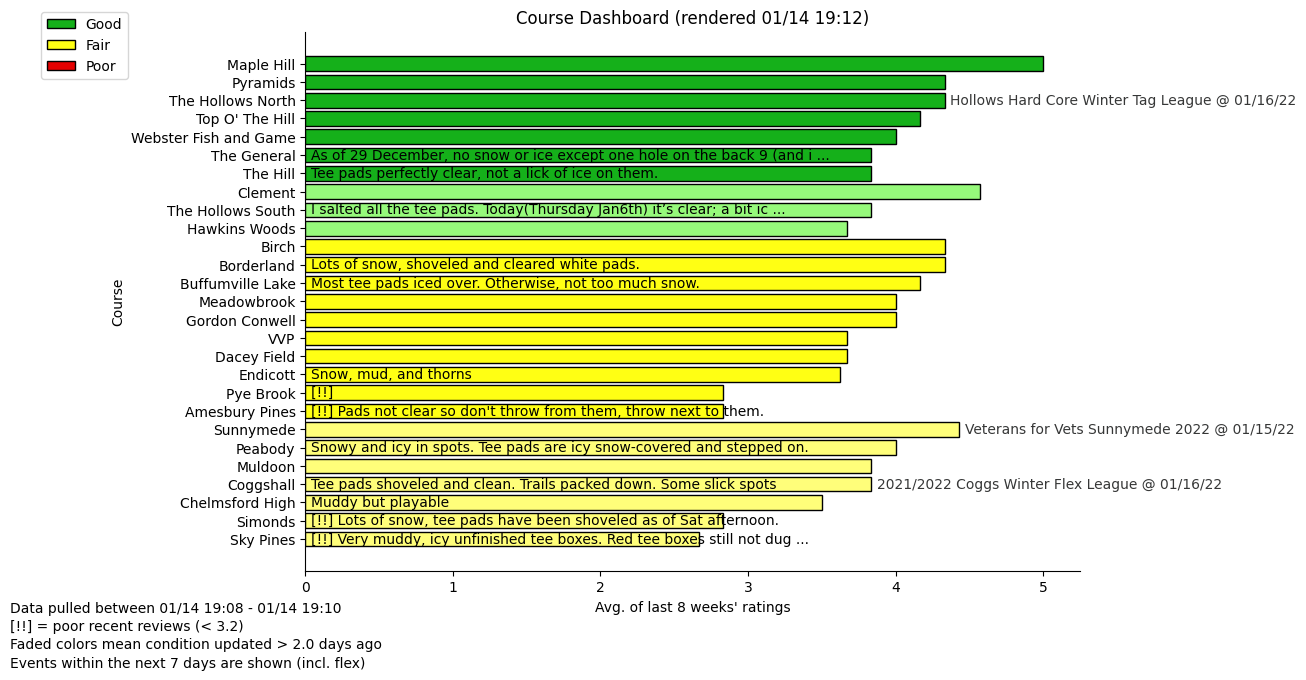 Course Dashboard (rendered 01/14 19:12)
Good
Fair
Poor
Course
Maple Hill
Pyramids
The Hollows North Hollows Hard Core Winter Tag League @ 01/16/22
Top O' The Hill
Webster Fish and Game
The General As of 29 December, no snow or ice except one hole on the back 9 (and i ...
The Hill Tee pads perfectly clear, not a lick of ice on them.
Clement
The Hollows South I salted all the tee pads. Today(Thursday Jan6th) it’s clear; a bit ic ...
Hawkins Woods
Birch
Borderland Lots of snow, shoveled and cleared white pads.
Buffumville Lake Most tee pads iced over. Otherwise, not too much snow.
Meadowbrook
Gordon Conwell
VVP
Dacey Field
Endicott Snow, mud, and thorns
Pye Brook [!!]
Amesbury Pines [!!] Pads not clear so don't throw from them, throw next to them.
Sunnymede Veterans for Vets Sunnymede 2022 @ 01/15/22
Peabody Snowy and icy in spots. Tee pads are icy snow-covered and stepped on.
Muldoon
Coggshall Tee pads shoveled and clean. Trails packed down. Some slick spots 2021/2022 Coggs Winter Flex League @ 01/16/22
Chelmsford High Muddy but playable
Simonds [!!] Lots of snow, tee pads have been shoveled as of Sat afternoon.
Sky Pines [!!] Very muddy, icy unfinished tee boxes. Red tee boxes still not dug ...
0 1 2 3 4 5
Avg. of last 8 weeks' ratings
Data pulled between 01/14 19:08 - 01/14 19:10
[!!] = poor recent reviews (< 3.2)
Faded colors mean condition updated > 2.0 days ago
Events within the next 7 days are shown (incl. flex)